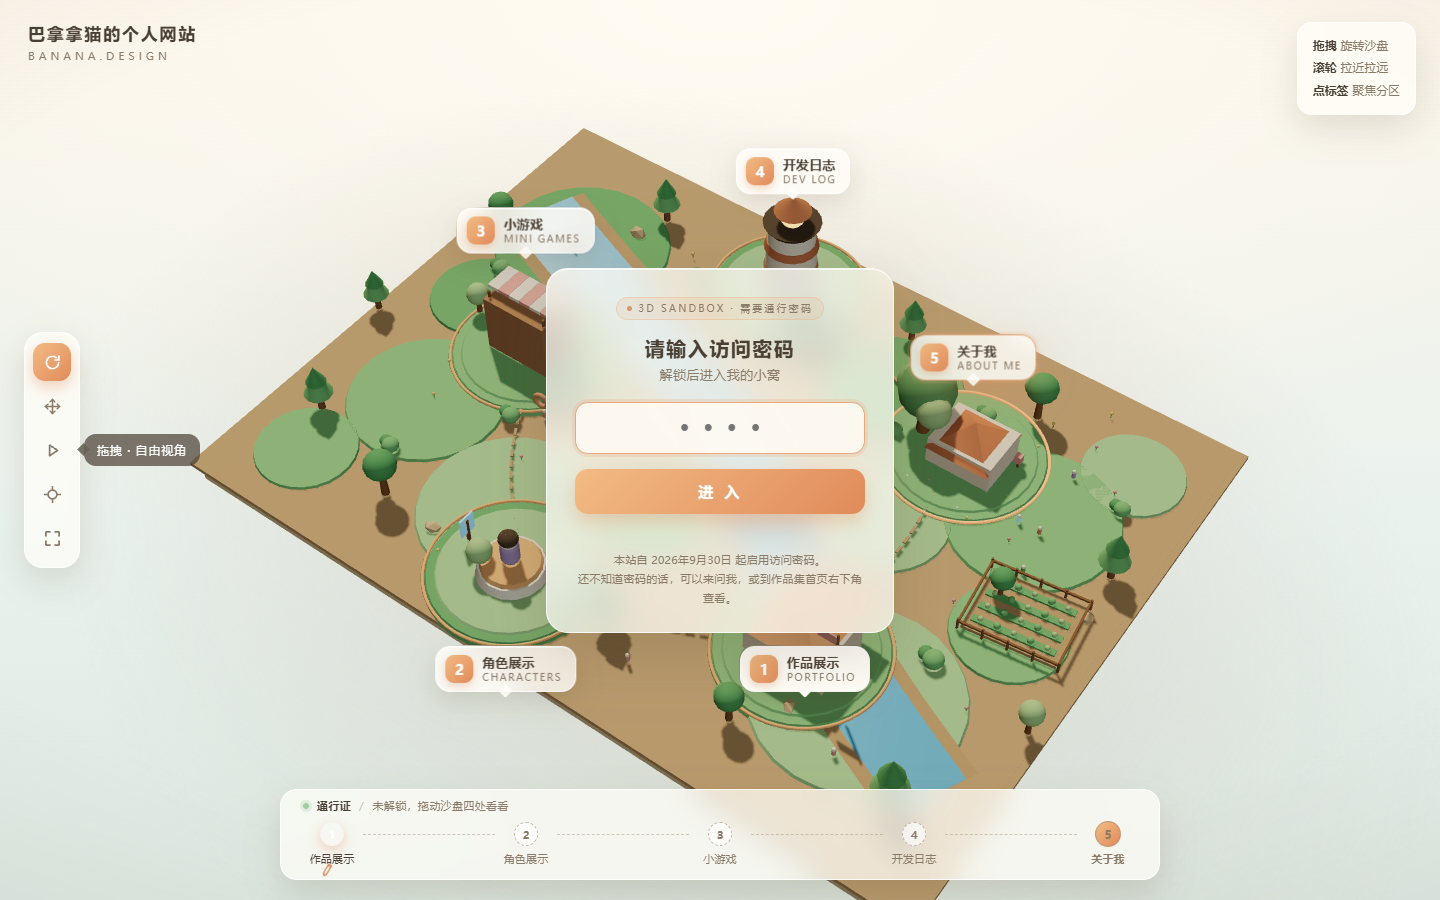 巴拿拿猫的个人网站
BANANA.DESIGN
拖拽 旋转沙盘
滚轮 拉近拉远
点标签 聚焦分区
4 开发日志
DEV LOG
3 小游戏
MINI GAMES
3D SANDBOX · 需要通行密码
请输入访问密码
解锁后进入我的小窝
5 关于我
ABOUT ME
拖拽 · 自由视角
进 入
本站自 2026年9月30日 起启用访问密码。
还不知道密码的话，可以来问我，或到作品集首页右下角
查看。
2 角色展示
CHARACTERS
1 作品展示
PORTFOLIO
通行证 / 未解锁，拖动沙盘四处看看
1 2 3 4 5
作品展示 角色展示 小游戏 开发日志 关于我